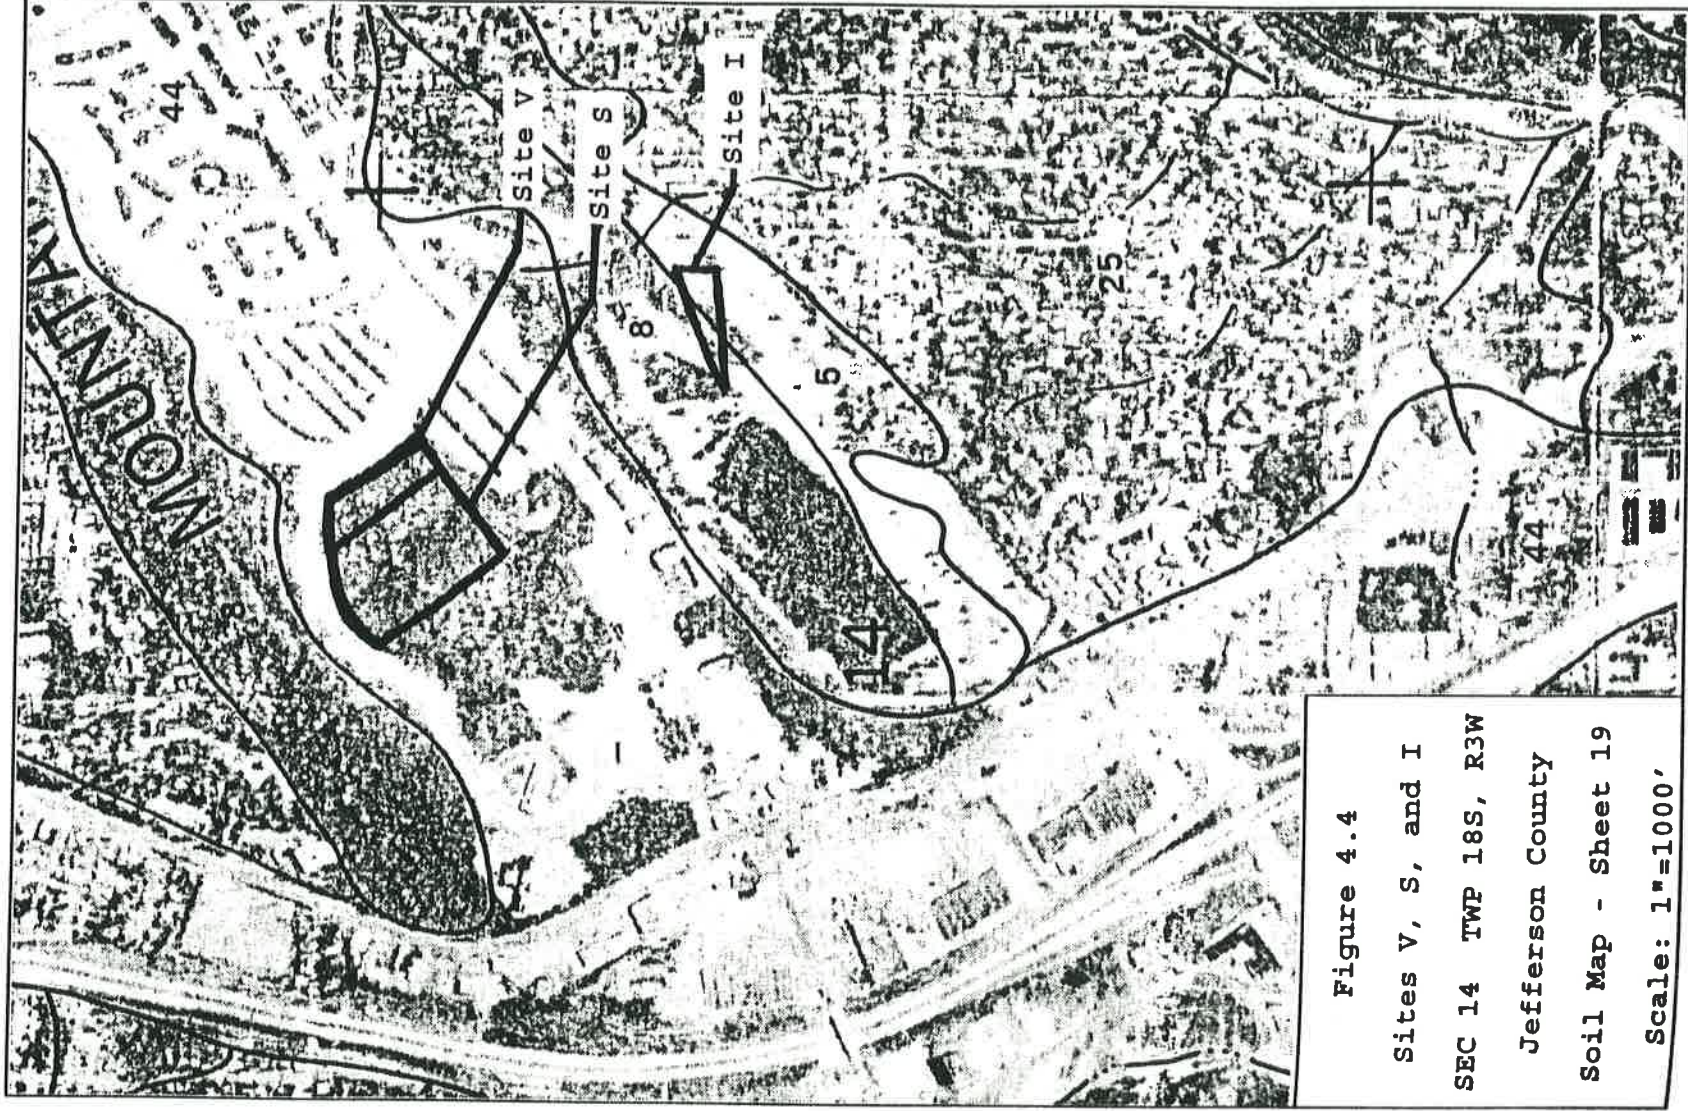 MOUNTAI
44
Site V
Site S
Site I
8
5
25
8
14
44
Figure 4.4
Sites V, S, and I
SEC 14 TWP 18S, R3W
Jefferson County
Soil Map - Sheet 19
Scale: 1"=1000'